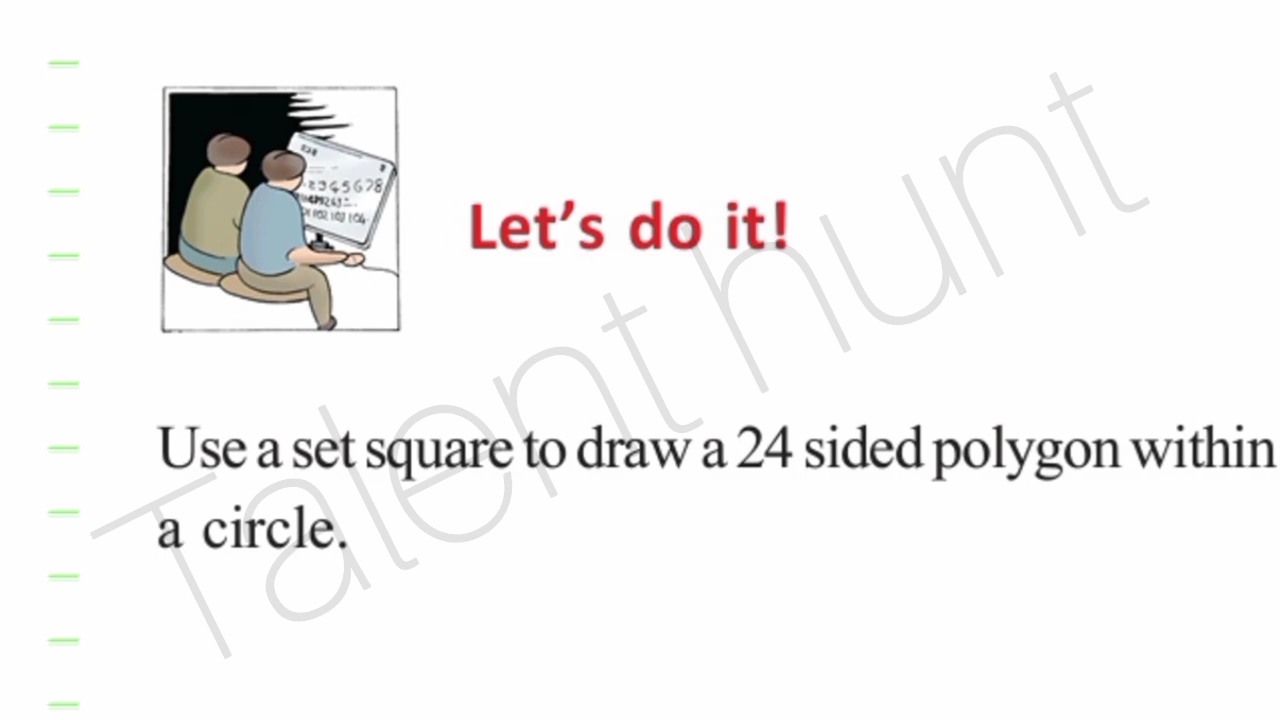 Let's do it!
Use a set square to draw a 24 sided polygon within
a circle.
Talent hunt